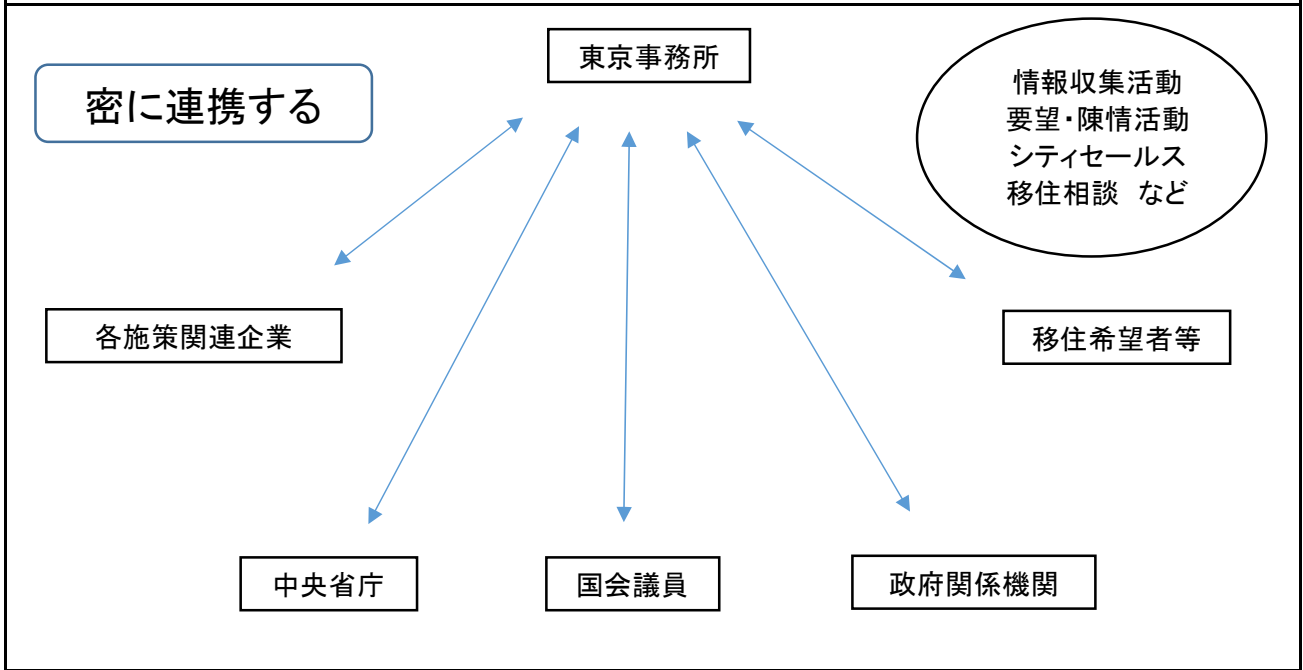 東京事務所
密に連携する
情報収集活動
要望・陳情活動
シティセールス
移住相談　など
各施策関連企業
移住希望者等
中央省庁
国会議員
政府関係機関